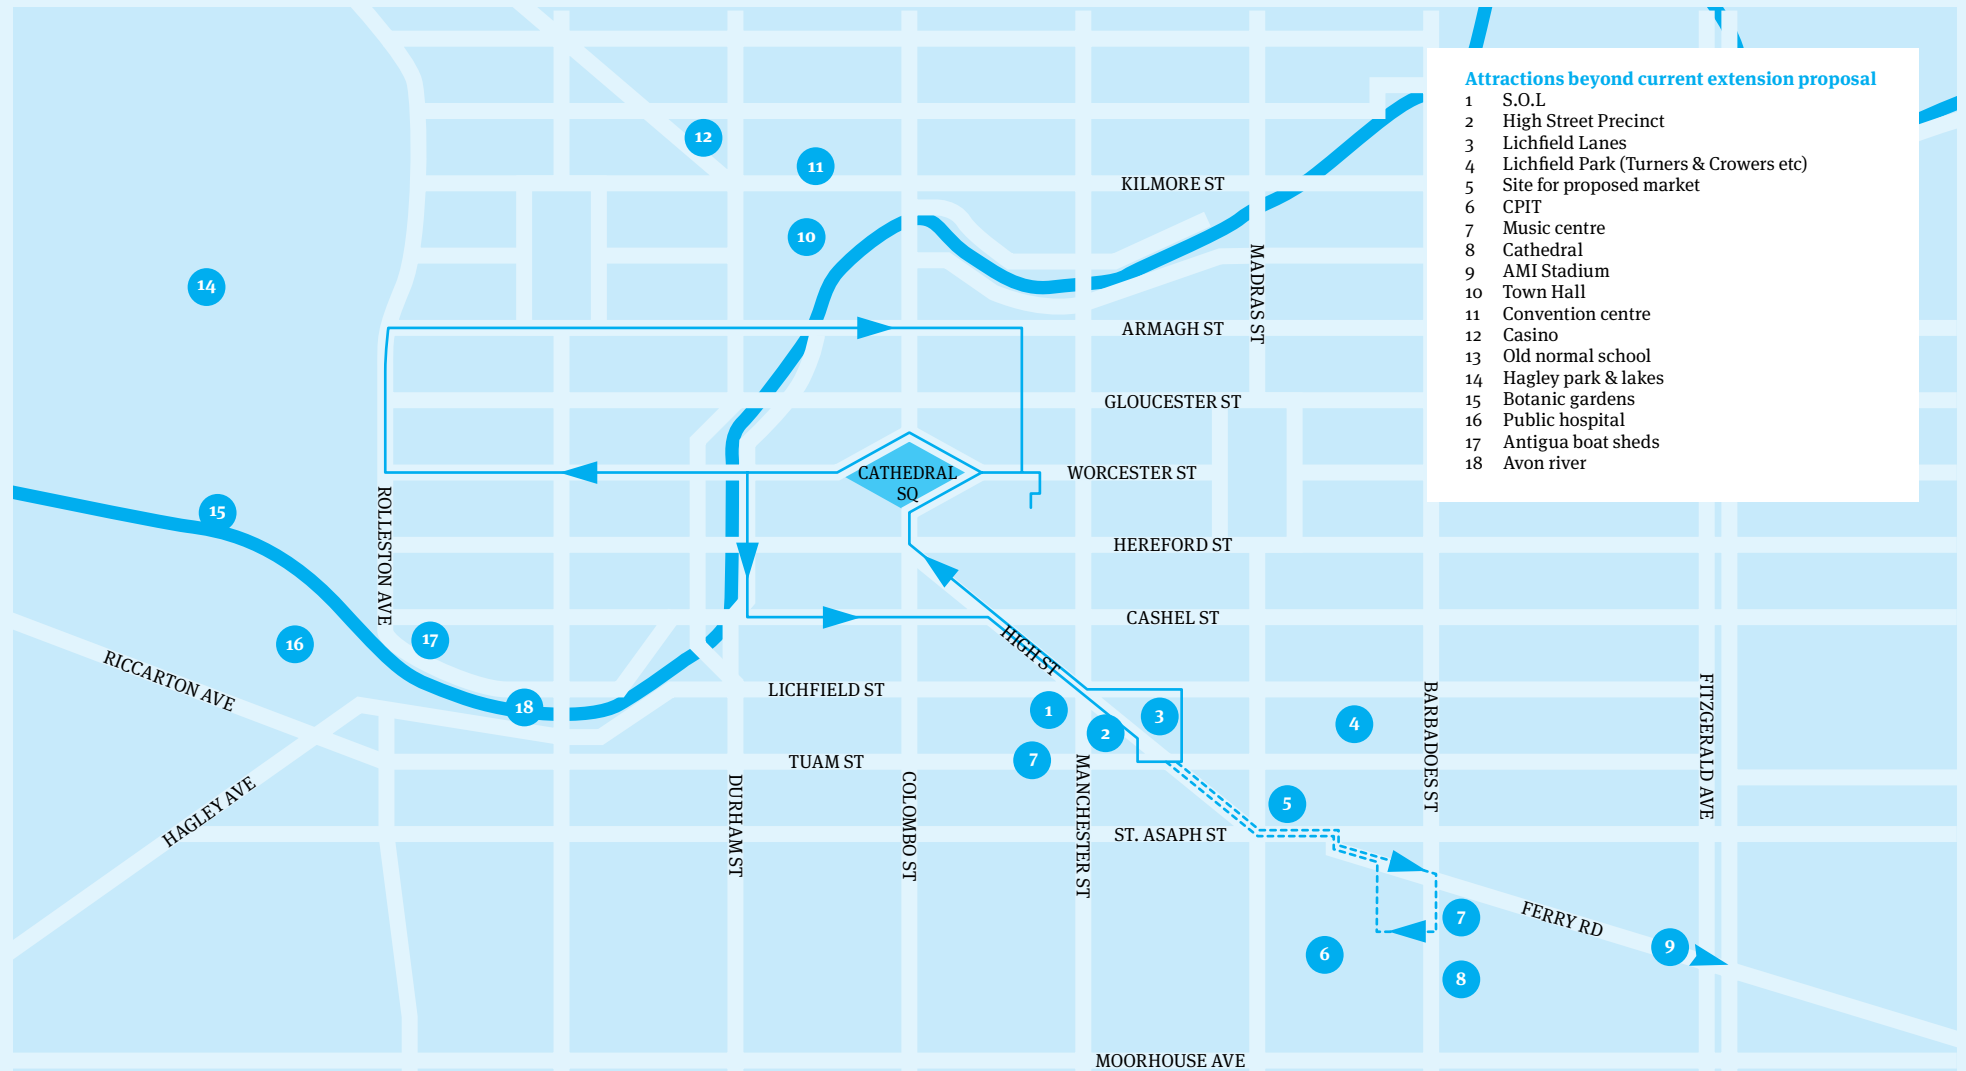 Attractions beyond current extension proposal
1 S.O.L
2 High Street Precinct
3 Lichfield Lanes
4 Lichfield Park (Turners & Crowers etc)
5 Site for proposed market
6 CPIT
7 Music centre
8 Cathedral
9 AMI Stadium
10 Town Hall
11 Convention centre
12 Casino
13 Old normal school
14 Hagley park & lakes
15 Botanic gardens
16 Public hospital
17 Antigua boat sheds
18 Avon river
12
11
KILMORE ST
10
14
MADRAS ST
ARMAGH ST
GLOUCESTER ST
CATHEDRAL
SQ
WORCESTER ST
15
ROLLESTON AVE
HEREFORD ST
CASHEL ST
16
17
HIGH ST
RICCARTON AVE
LICHFIELD ST
18
1
2
3
4
BARBADOES ST
FITZGERALD AVE
7
TUAM ST
MANCHESTER ST
DURHAM ST
COLOMBO ST
HAGLEY AVE
5
ST. ASAPH ST
7
FERRY RD
6
8
9
MOORHOUSE AVE